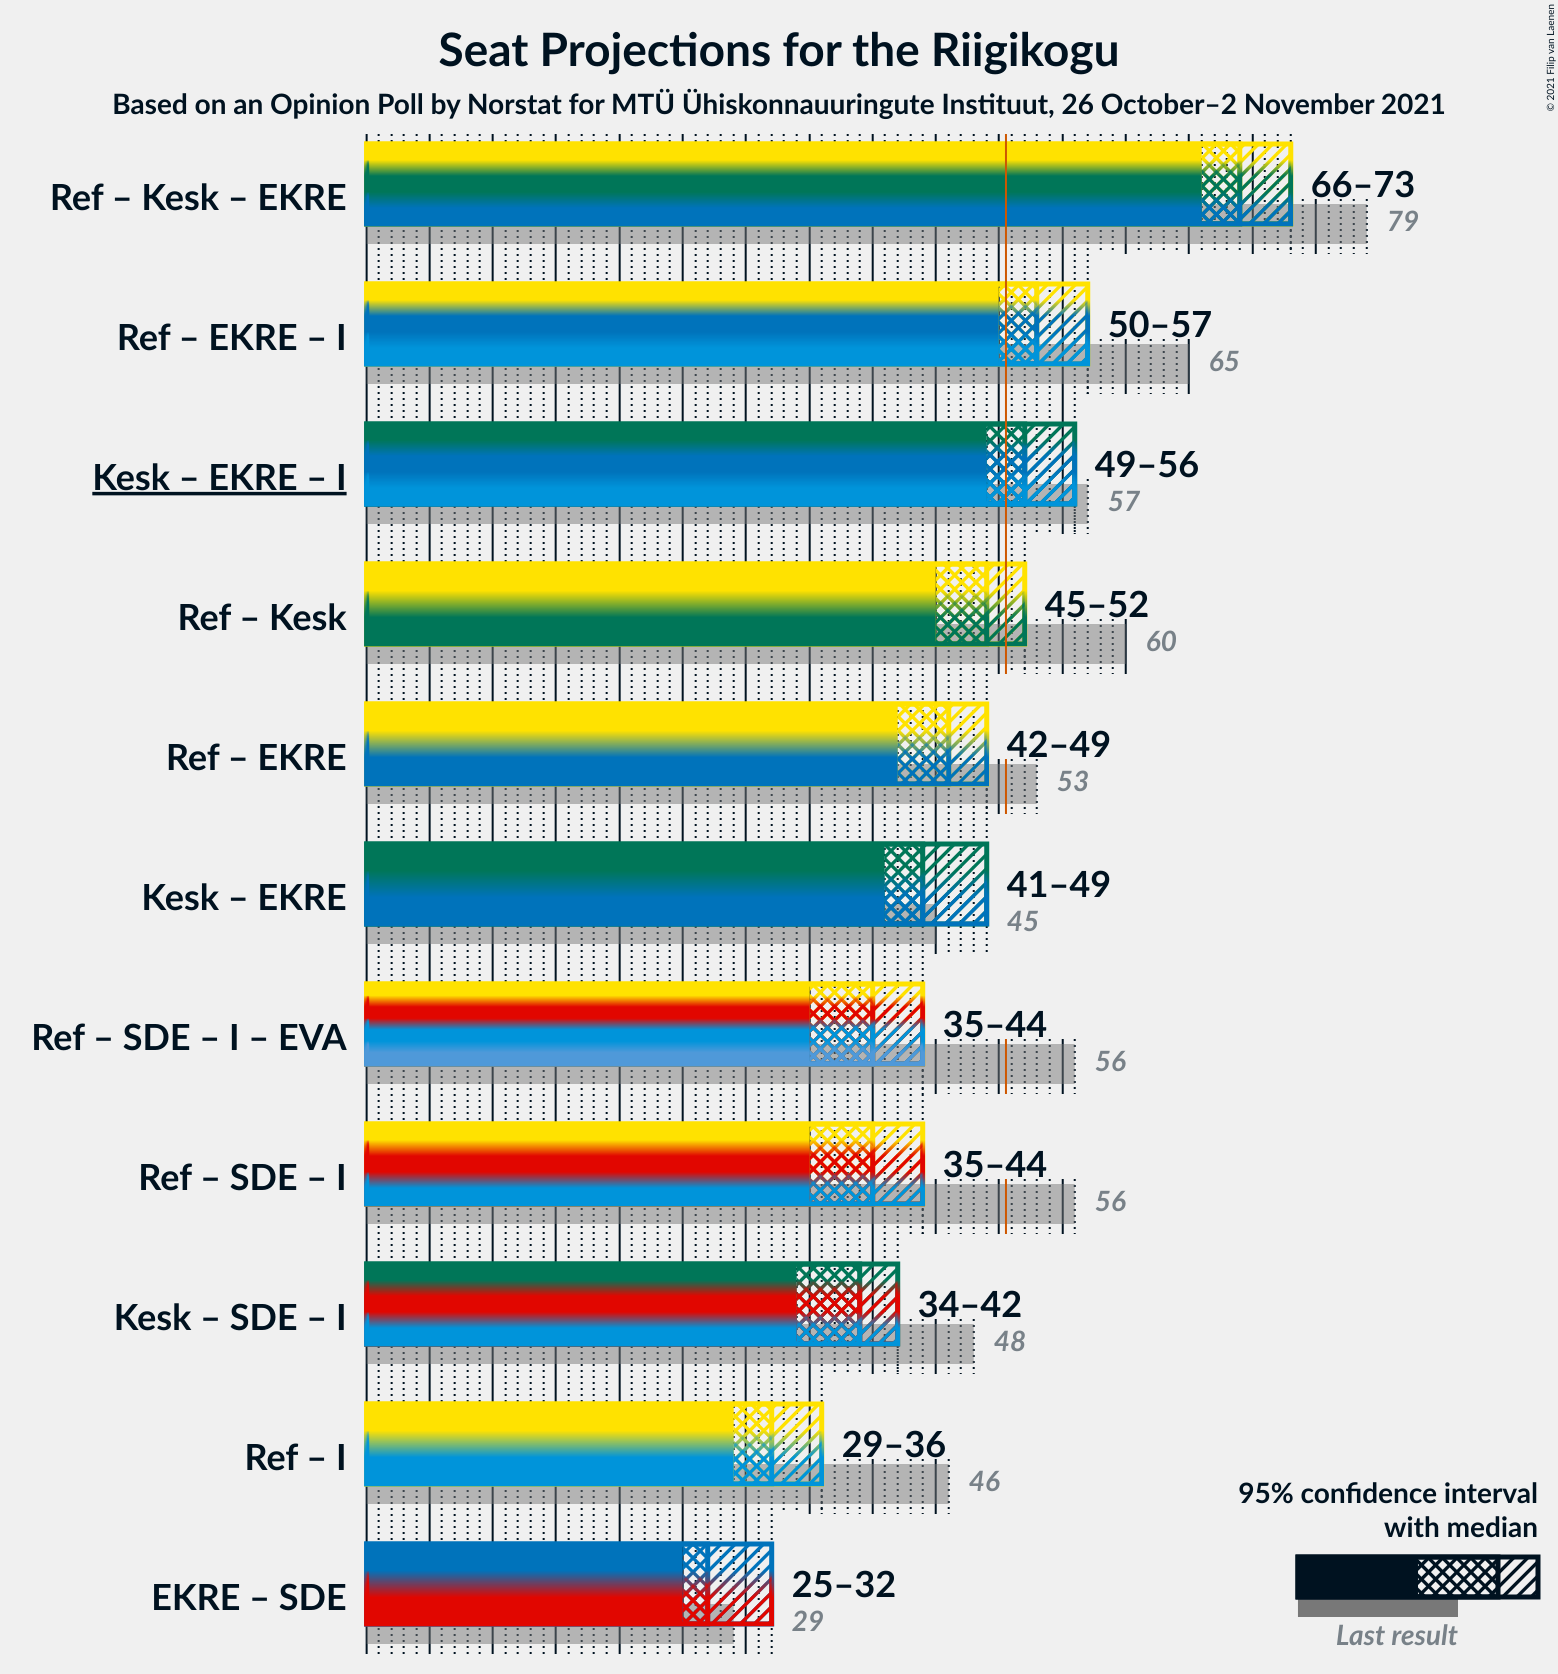 Seat Projections for the Riigikogu
Based on an Opinion Poll by Norstat for MTÜ Ühiskonnauuringute Instituut, 26 October–2 November 2021
© 2021 Filip van Laenen
Ref – Kesk – EKRE
66–73
79
Ref – EKRE – I
50–57
65
Kesk – EKRE – I
49–56
57
Ref – Kesk
45–52
60
Ref – EKRE
42–49
53
Kesk – EKRE
41–49
45
Ref – SDE – I – EVA
35–44
56
Ref – SDE – I
35–44
56
Kesk – SDE – I
34–42
48
Ref – I
29–36
46
EKRE – SDE
25–32
29
95% confidence interval
with median
Last result